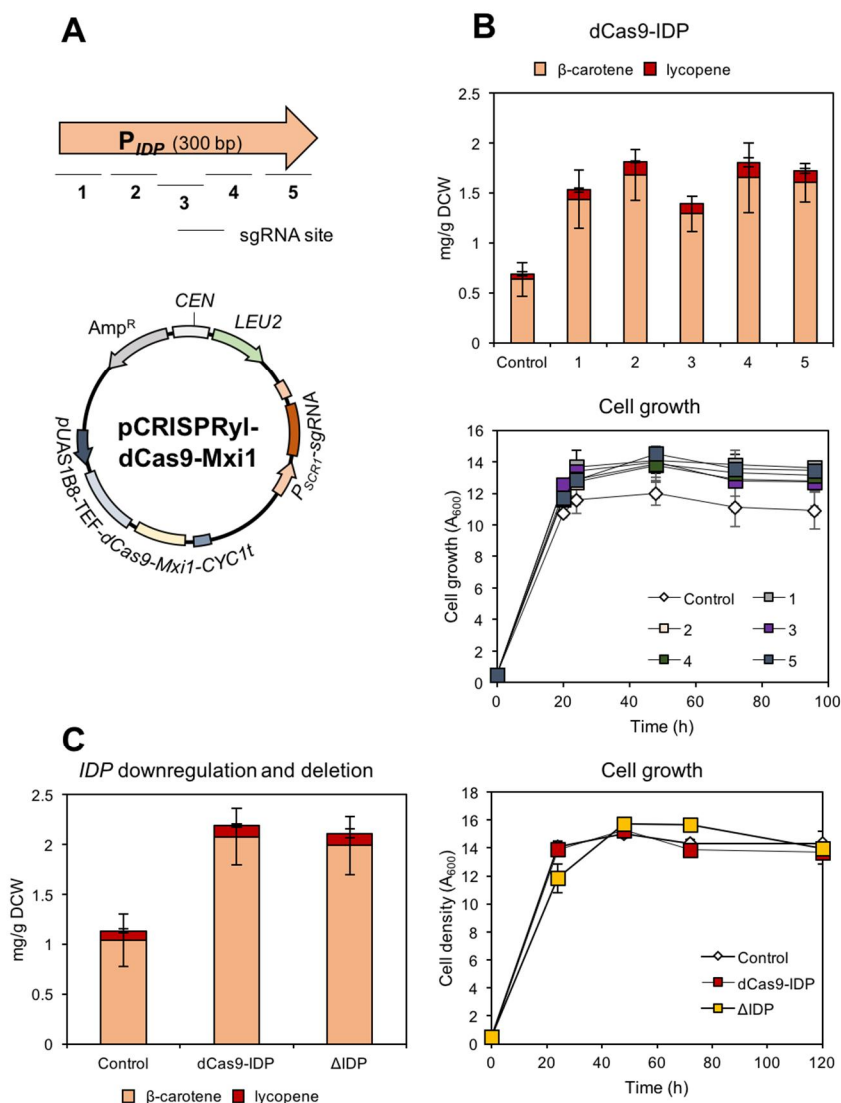 A
P_IDP (300 bp)
1 2 3 4 5
sgRNA site
CEN
Amp^R
LEU2
pCRISPRyl-
dCas9-Mxi1
P_SCR1-sgRNA
pUAS1B8-TEF-dCas9-Mxi1-CYC1t
B
dCas9-IDP
β-carotene lycopene
mg/g DCW
2.5
2
1.5
1
0.5
0
Control 1 2 3 4 5
Cell growth
Cell growth (A₆₀₀)
16
14
12
10
8
6
4
2
0
Control 1
2 3
4 5
0 20 40 60 80 100
Time (h)
C
IDP downregulation and deletion
mg/g DCW
2.5
2
1.5
1
0.5
0
Control dCas9-IDP ΔIDP
β-carotene lycopene
Cell growth
Cell density (A₆₀₀)
18
16
14
12
10
8
6
4
2
0
Control
dCas9-IDP
ΔIDP
0 20 40 60 80 100 120
Time (h)